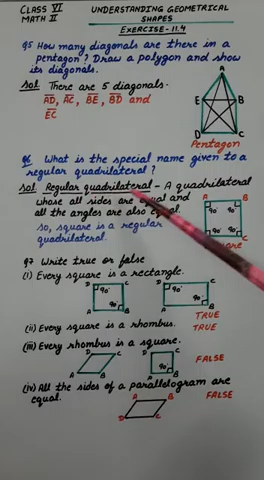 CLASS VI
MATH II
UNDERSTANDING GEOMETRICAL
SHAPES
EXERCISE-11.4
Q5 How many diagonals are there in a
pentagon? Draw a polygon and show
its diagonals.
Sol There are 5 diagonals.
AD, AC, BE, BD and
EC
A
E
B
D
C
Pentagon
Q6 What is the special name given to a
regular quadrilateral?
Sol Regular quadrilateral - A quadrilateral
whose all sides are equal and
all the angles are also equal.
So, square is a regular
quadrilateral.
A
B
D
C
Q7 Write true or false
(i) Every square is a rectangle.
D
C
90°
90°
A
B
D
C
90°
90°
A
B
TRUE
(ii) Every square is a rhombus.
TRUE
(iii) Every rhombus is a square.
D
C
A
B
D
C
90°
A
B
FALSE
(iv) All the sides of a parallelogram are
equal.
FALSE
A
B
D
C